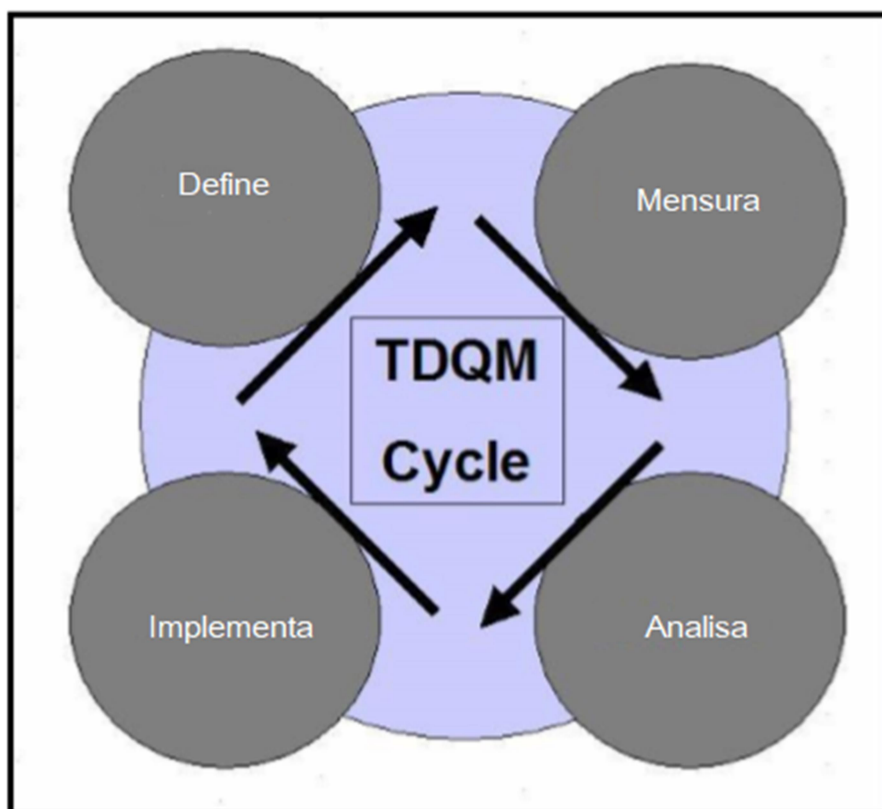 Define
Mensura
TDQM
Cycle
Implementa
Analisa